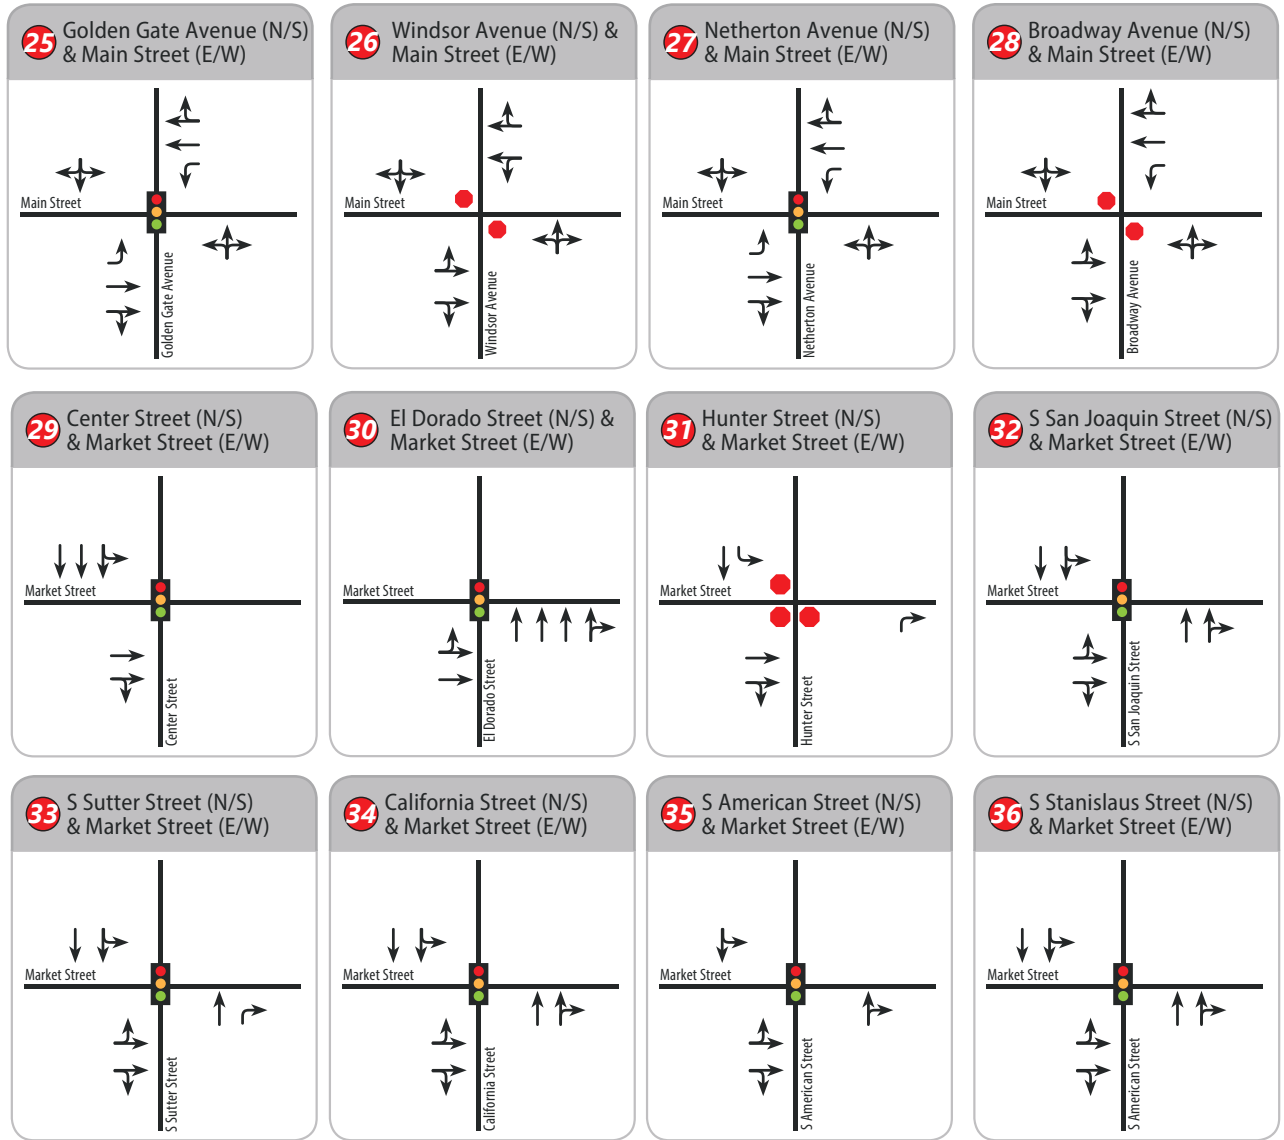 25 Golden Gate Avenue (N/S)
& Main Street (E/W)
Main Street
Golden Gate Avenue
26 Windsor Avenue (N/S) &
Main Street (E/W)
Main Street
Windsor Avenue
27 Netherton Avenue (N/S)
& Main Street (E/W)
Main Street
Netherton Avenue
28 Broadway Avenue (N/S)
& Main Street (E/W)
Main Street
Broadway Avenue
29 Center Street (N/S)
& Market Street (E/W)
Market Street
Center Street
30 El Dorado Street (N/S) &
Market Street (E/W)
Market Street
El Dorado Street
31 Hunter Street (N/S)
& Market Street (E/W)
Market Street
Hunter Street
32 S San Joaquin Street (N/S)
& Market Street (E/W)
Market Street
S San Joaquin Street
33 S Sutter Street (N/S)
& Market Street (E/W)
Market Street
S Sutter Street
34 California Street (N/S)
& Market Street (E/W)
Market Street
California Street
35 S American Street (N/S)
& Market Street (E/W)
Market Street
S American Street
36 S Stanislaus Street (N/S)
& Market Street (E/W)
Market Street
S American Street